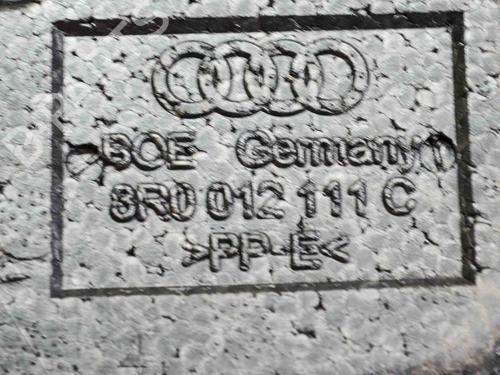 BOE Germany
8R0 012 111 C
>PP-E<